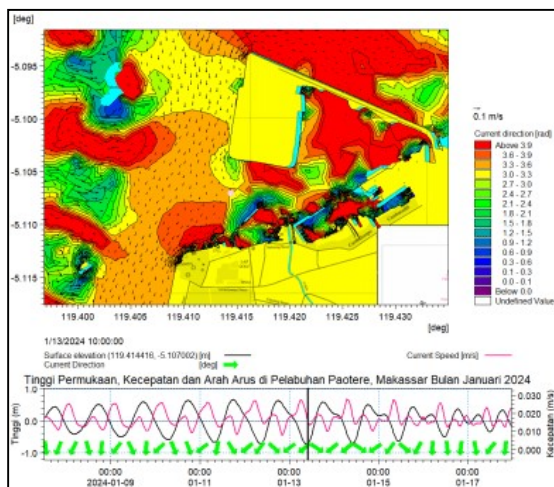 [deg]
-5.095
-5.100
-5.105
-5.110
-5.115
119.400 119.405 119.410 119.415 119.420 119.425 119.430
[deg]
0.1 m/s
Current direction [rad]
Above 3.9
3.6 - 3.9
3.3 - 3.6
3.0 - 3.3
2.7 - 3.0
2.4 - 2.7
2.1 - 2.4
1.8 - 2.1
1.5 - 1.8
1.2 - 1.5
0.9 - 1.2
0.6 - 0.9
0.3 - 0.6
0.0 - 0.3
0.0 - 0.1
Below 0.0
Undefined Value
1/13/2024 10:00:00
Surface elevation (119.414416, -5.107002) [m]
Current Speed [m/s]
Current Direction [deg]
Tinggi Permukaan, Kecepatan dan Arah Arus di Pelabuhan Paotere, Makassar Bulan Januari 2024
Tinggi (m)
1.0
0.0
-1.0
0.030
0.020
0.010
0.000
Kecepatan (m/s)
00:00 00:00 00:00 00:00 00:00
2024-01-09 01-11 01-13 01-15 01-17